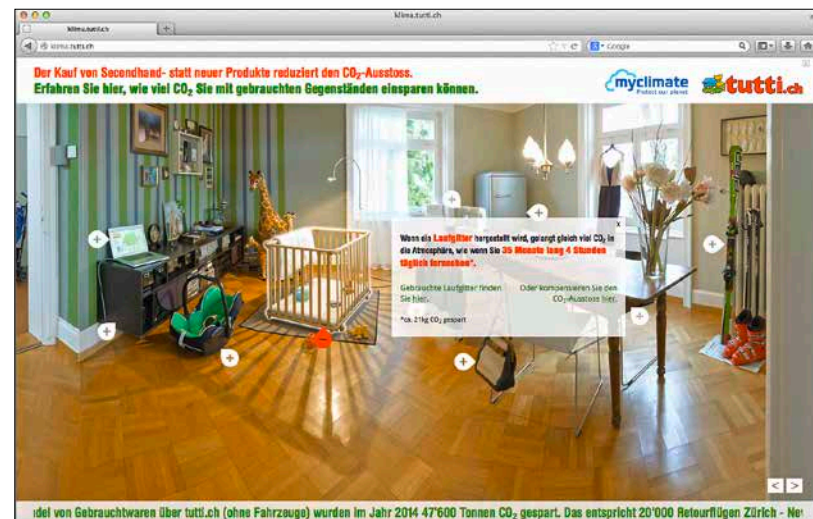 klima.tutti.ch
klima.tutti.ch
klima.tutti.ch
Google
Der Kauf von Secondhand- statt neuer Produkte reduziert den CO₂-Ausstoss.
Erfahren Sie hier, wie viel CO₂ Sie mit gebrauchten Gegenständen einsparen können.
myclimate
Protect our planet
tutti.ch
x
Wenn ein Laufgitter hergestellt wird, gelangt gleich viel CO₂ in
die Atmosphäre, wie wenn Sie 35 Monate lang 4 Stunden
täglich fernsehen*.
Gebrauchte Laufgitter finden
Sie hier.
Oder kompensieren Sie den
CO₂-Ausstoss hier.
*ca. 21kg CO₂ gespart
< >
del von Gebrauchtwaren über tutti.ch (ohne Fahrzeuge) wurden im Jahr 2014 47'600 Tonnen CO₂ gespart. Das entspricht 20'000 Retourflügen Zürich - Ne